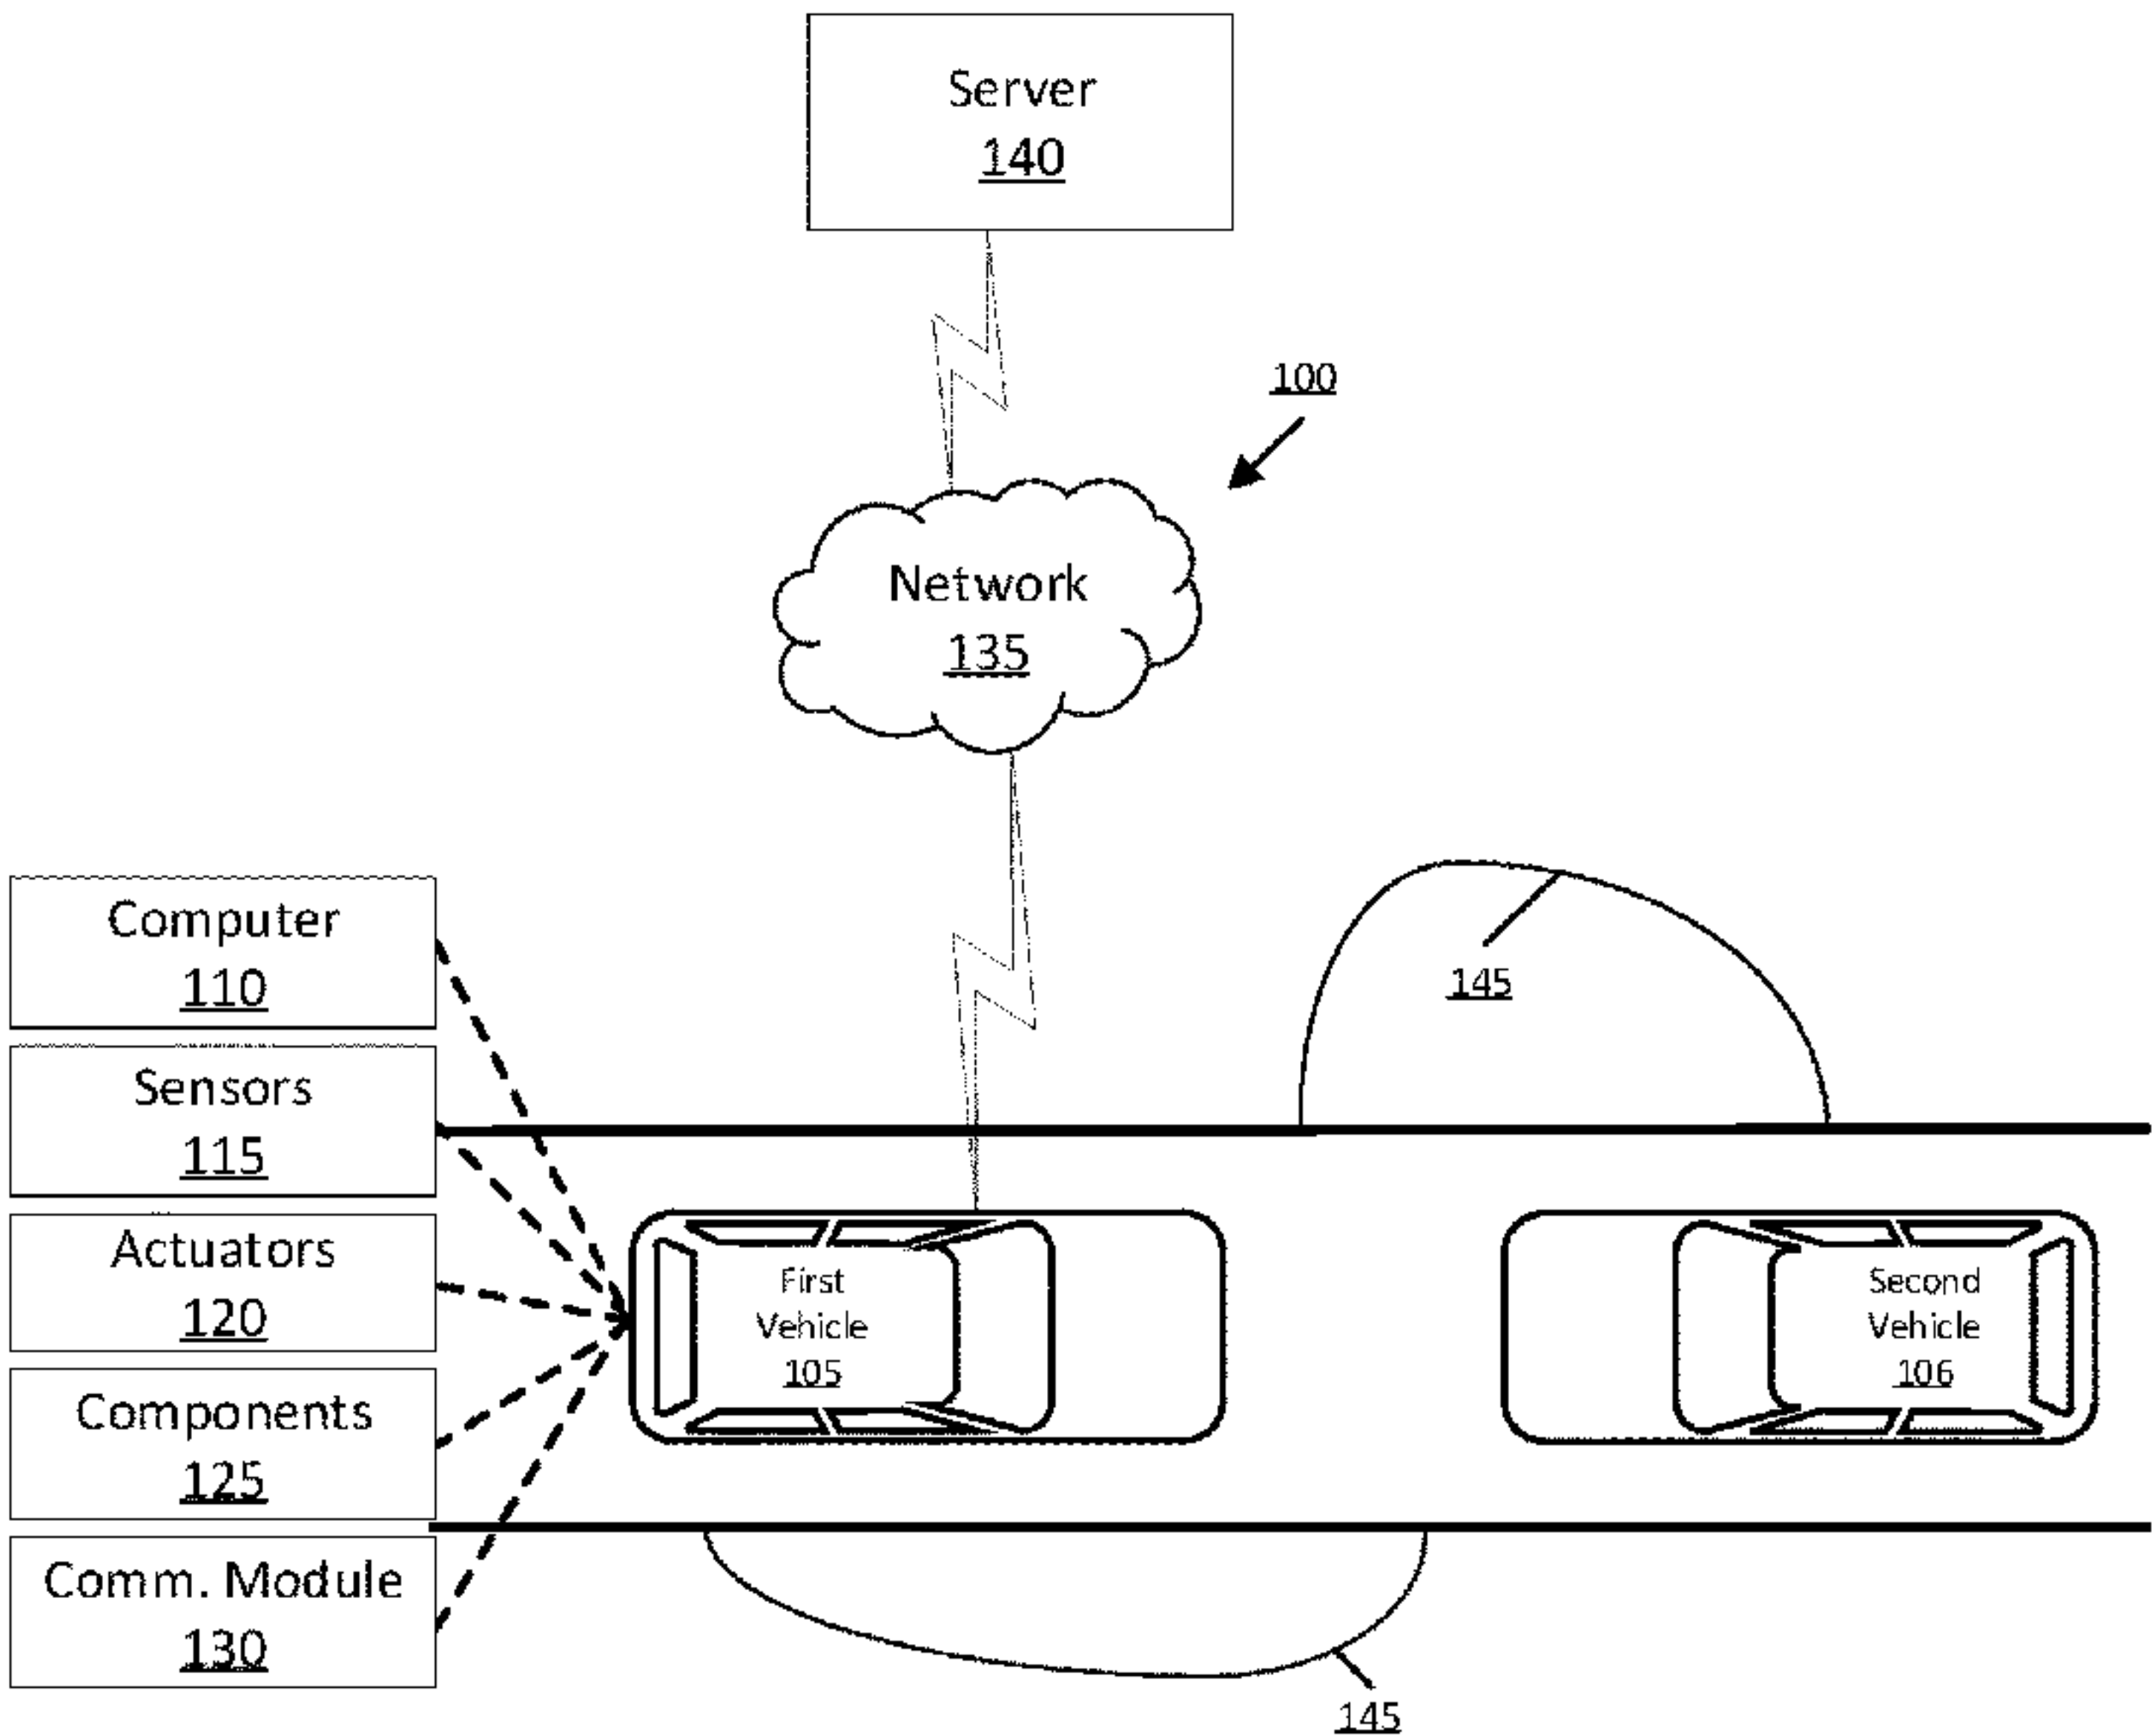 Server
140
100
Network
135
Computer
110
145
Sensors
115
Actuators
120
First
Vehicle
105
Second
Vehicle
106
Components
125
Comm. Module
130
145